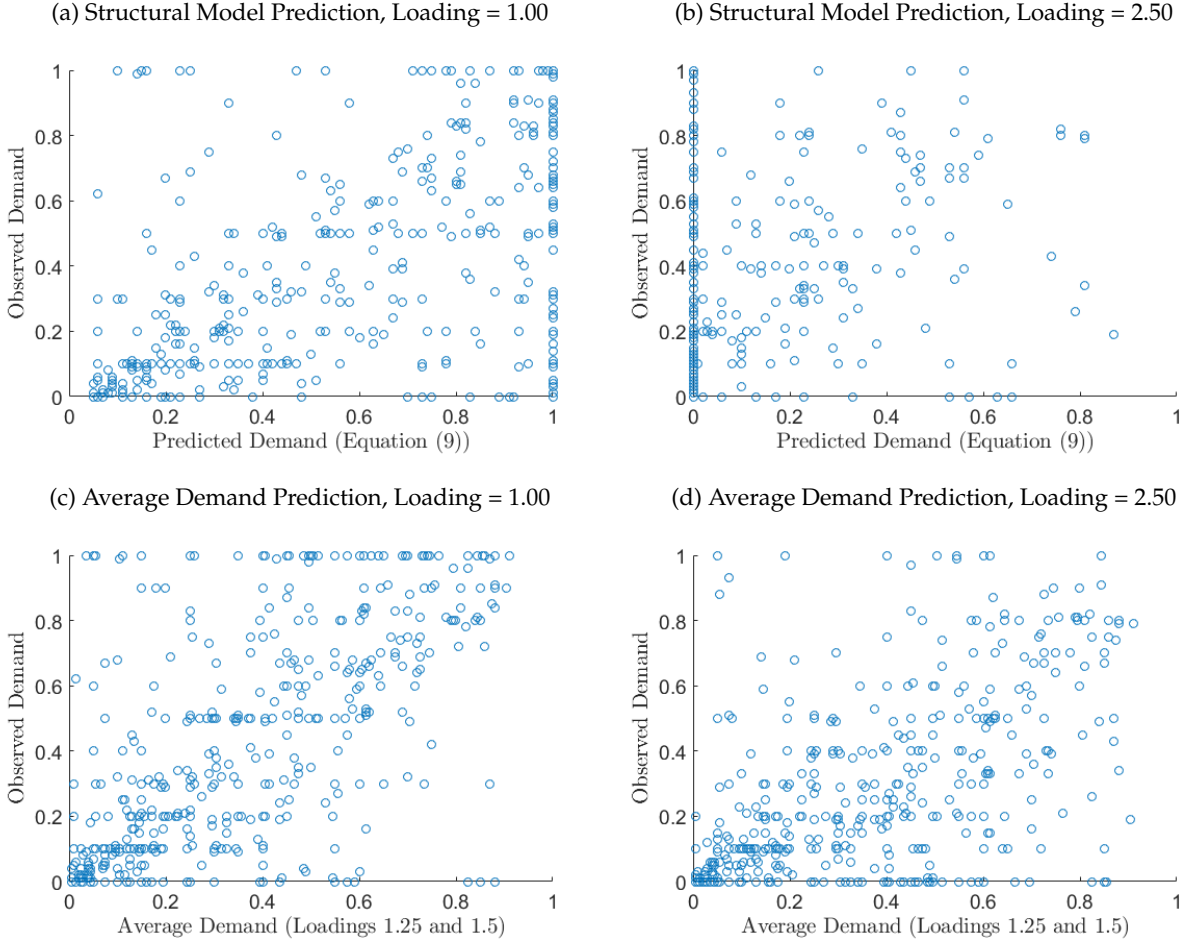 (a) Structural Model Prediction, Loading = 1.00
(b) Structural Model Prediction, Loading = 2.50
Observed Demand
1
0.8
0.6
0.4
0.2
0
0 0.2 0.4 0.6 0.8 1
Predicted Demand (Equation (9))
Observed Demand
1
0.8
0.6
0.4
0.2
0
0 0.2 0.4 0.6 0.8 1
Predicted Demand (Equation (9))
(c) Average Demand Prediction, Loading = 1.00
(d) Average Demand Prediction, Loading = 2.50
Observed Demand
1
0.8
0.6
0.4
0.2
0
0 0.2 0.4 0.6 0.8 1
Average Demand (Loadings 1.25 and 1.5)
Observed Demand
1
0.8
0.6
0.4
0.2
0
0 0.2 0.4 0.6 0.8 1
Average Demand (Loadings 1.25 and 1.5)